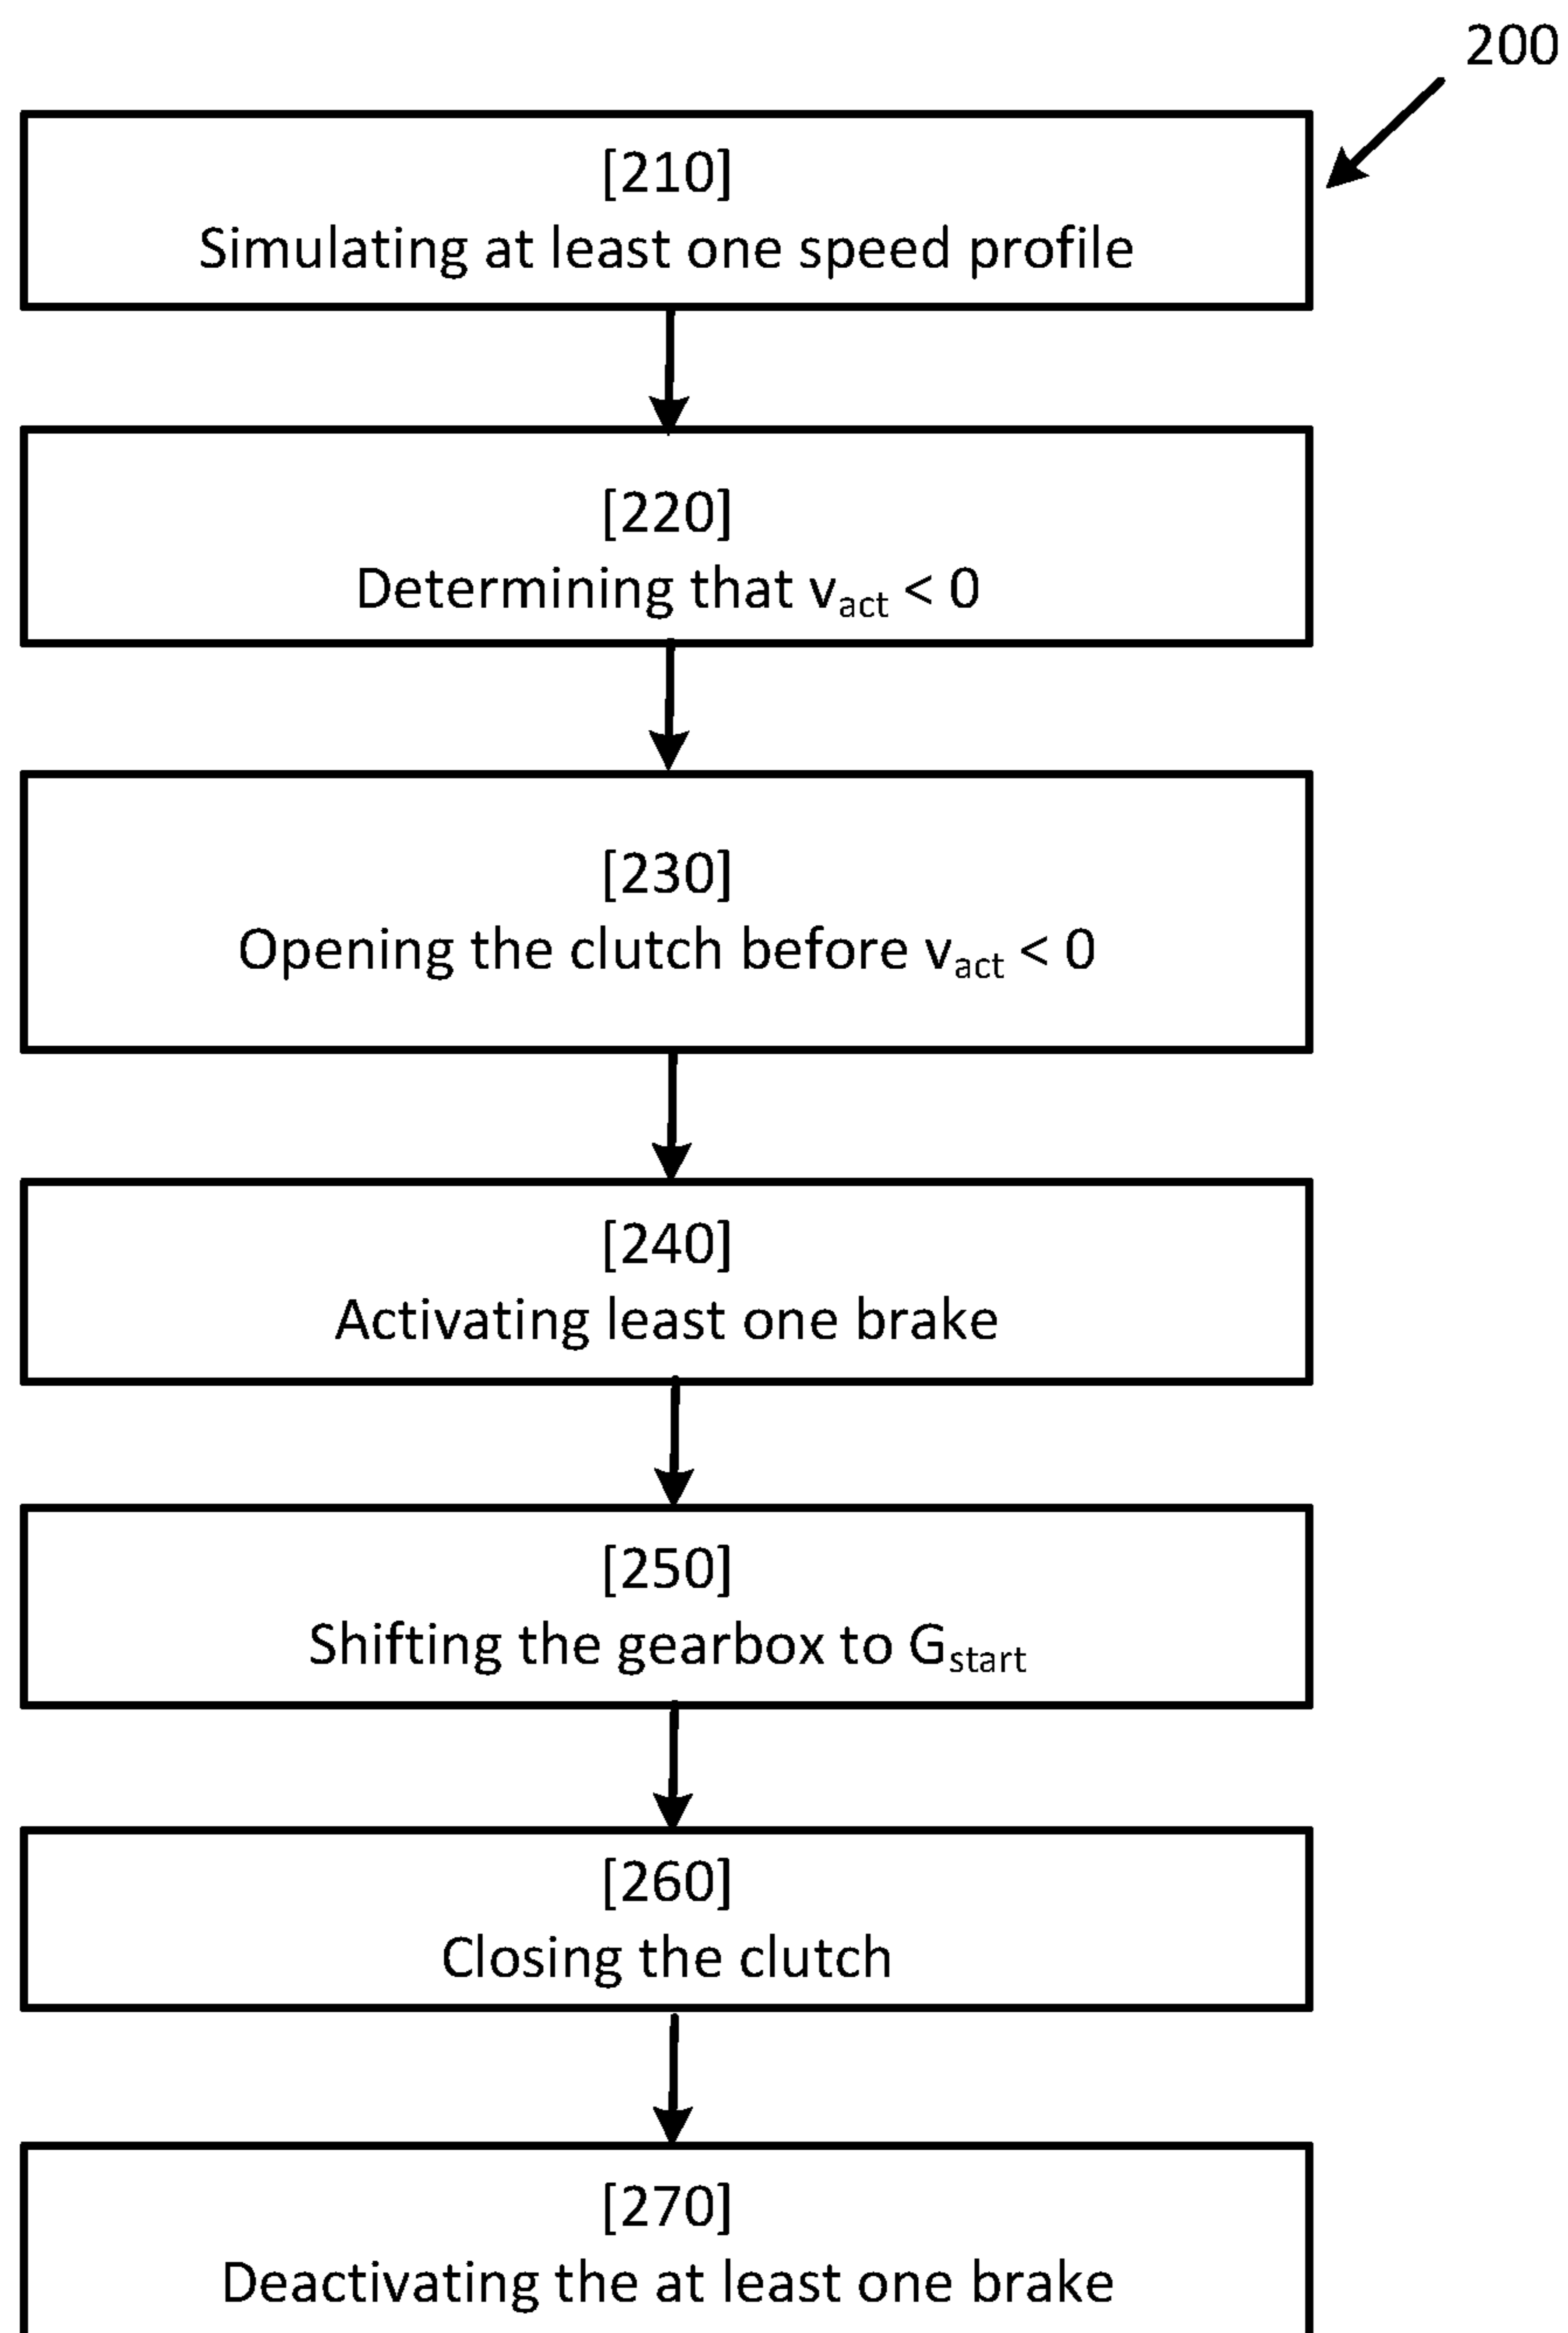 200
[210]
Simulating at least one speed profile
[220]
Determining that vact < 0
[230]
Opening the clutch before vact < 0
[240]
Activating least one brake
[250]
Shifting the gearbox to Gstart
[260]
Closing the clutch
[270]
Deactivating the at least one brake